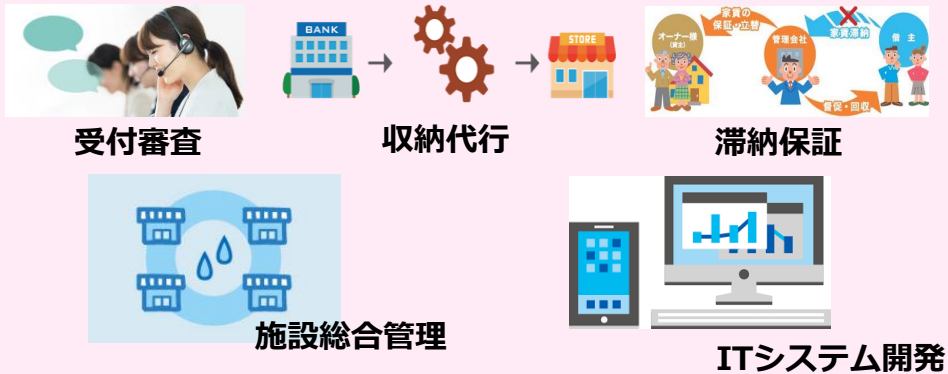 BANK
STORE
家賃の
保証・立替
家賃滞納
オーナー様
(貸主)
管理会社
借 主
督促・回収
受付審査
収納代行
滞納保証
施設総合管理
ITシステム開発